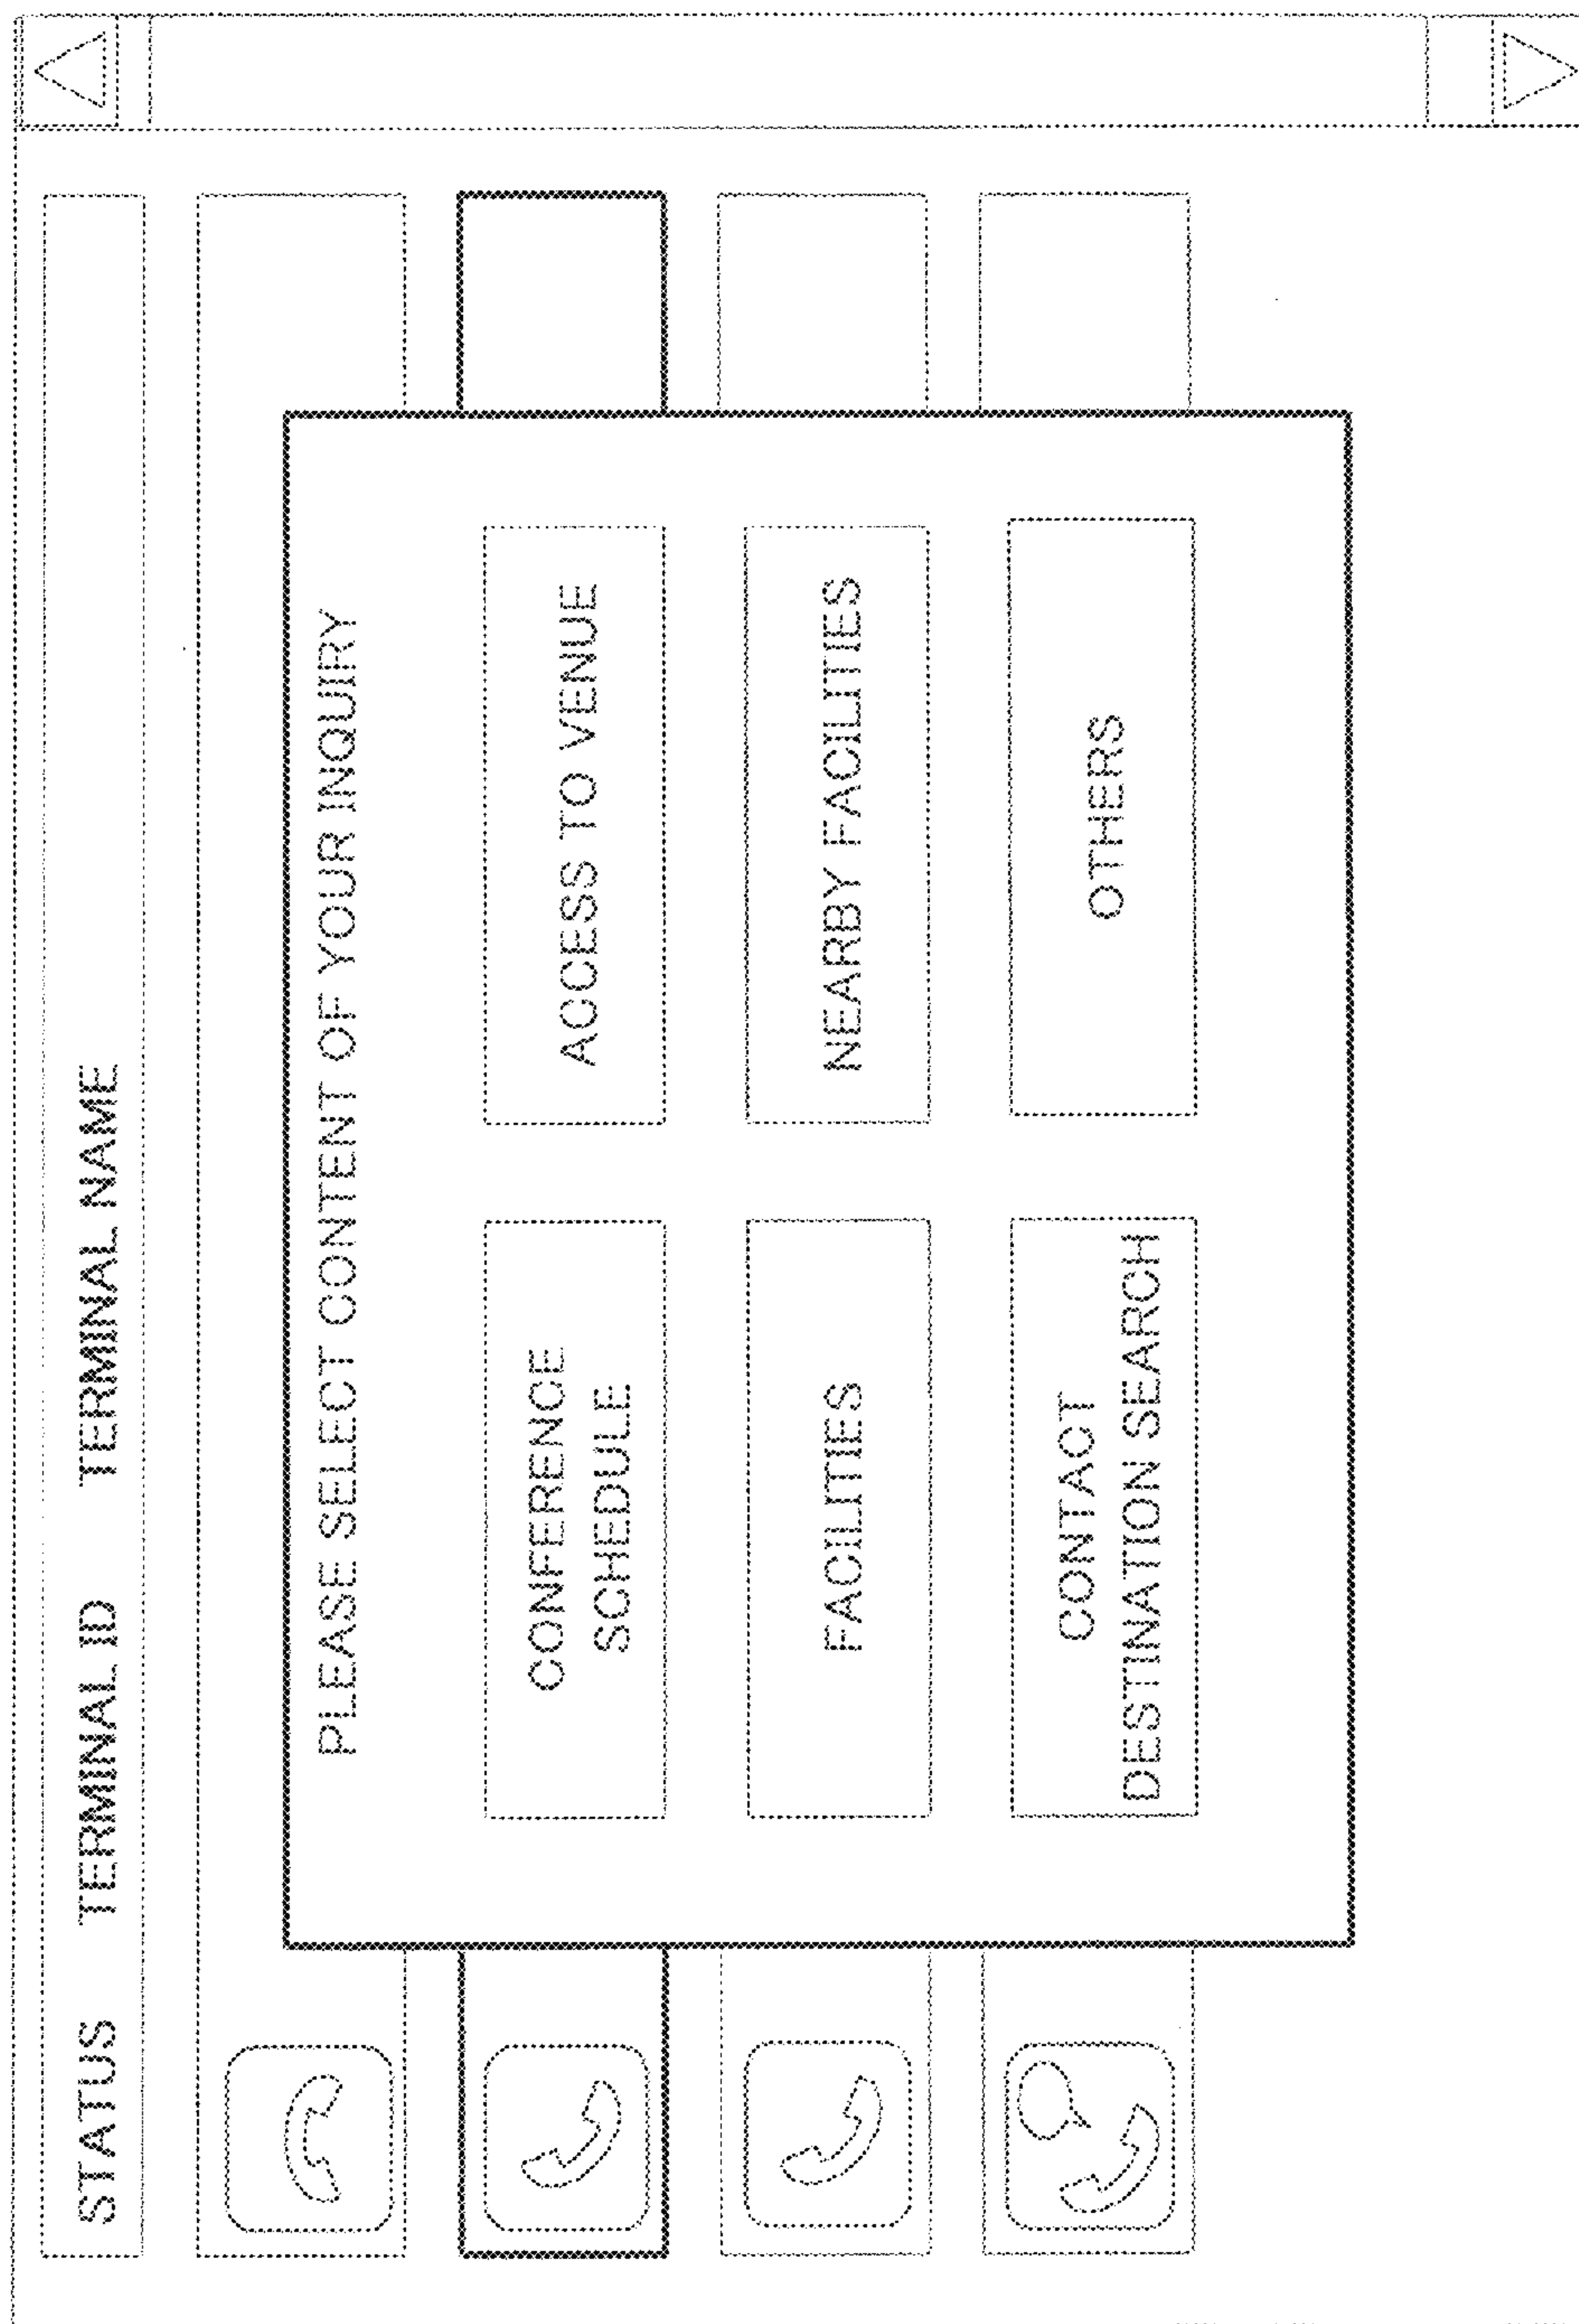 STATUS TERMINAL ID TERMINAL NAME
PLEASE SELECT CONTENT OF YOUR INQUIRY
CONFERENCE
SCHEDULE
ACCESS TO VENUE
FACILITIES
NEARBY FACILITIES
CONTACT
DESTINATION SEARCH
OTHERS